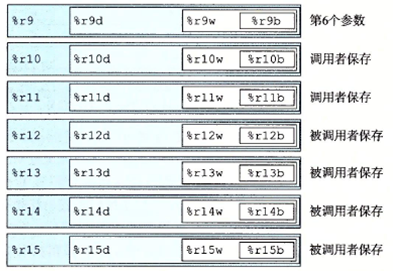 %r9 %r9d %r9w %r9b 第6个参数
%r10 %r10d %r10w %r10b 调用者保存
%r11 %r11d %r11w %r11b 调用者保存
%r12 %r12d %r12w %r12b 被调用者保存
%r13 %r13d %r13w %r13b 被调用者保存
%r14 %r14d %r14w %r14b 被调用者保存
%r15 %r15d %r15w %r15b 被调用者保存